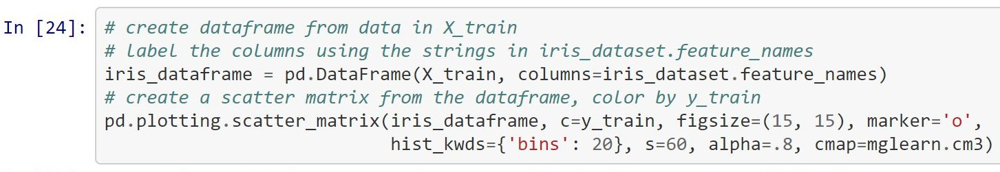 In [24]: # create dataframe from data in X_train
# label the columns using the strings in iris_dataset.feature_names
iris_dataframe = pd.DataFrame(X_train, columns=iris_dataset.feature_names)
# create a scatter matrix from the dataframe, color by y_train
pd.plotting.scatter_matrix(iris_dataframe, c=y_train, figsize=(15, 15), marker='o',
hist_kwds={'bins': 20}, s=60, alpha=.8, cmap=mglearn.cm3)